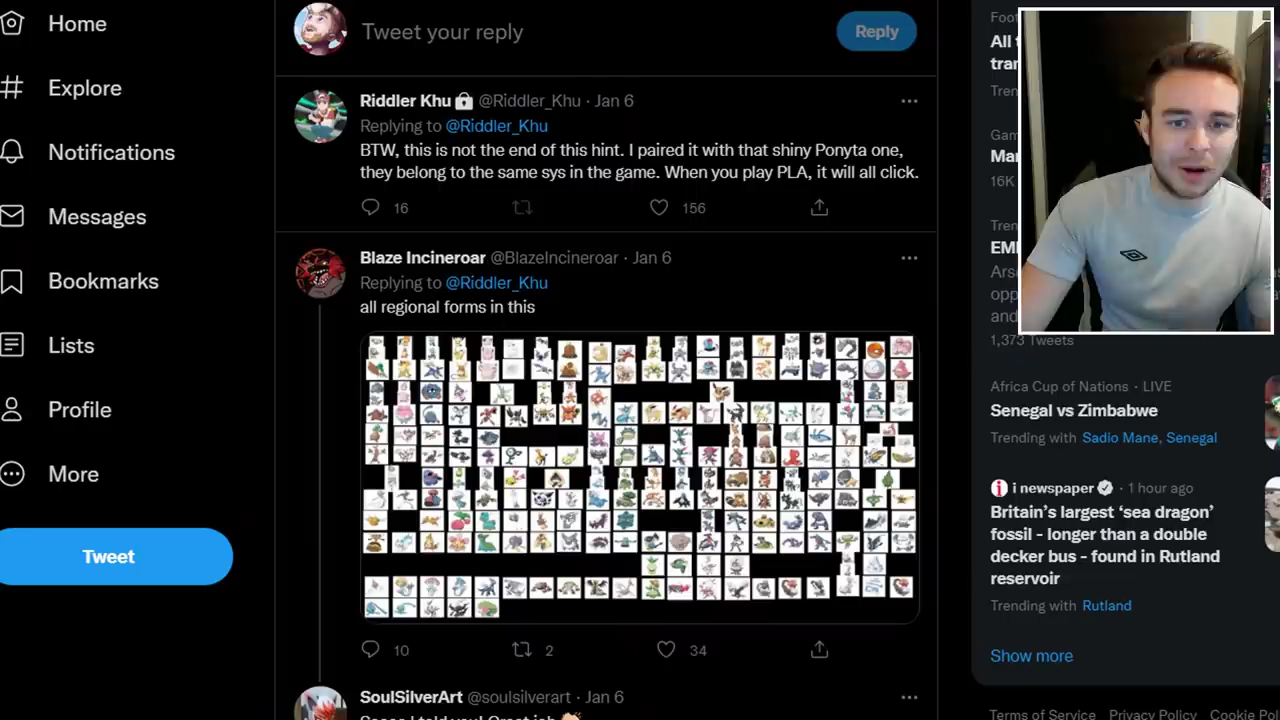 Home
Explore
Notifications
Messages
Bookmarks
Lists
Profile
More
Tweet
Tweet your reply
Reply
Riddler Khu @Riddler_Khu · Jan 6
Replying to @Riddler_Khu
BTW, this is not the end of this hint. I paired it with that shiny Ponyta one,
they belong to the same sys in the game. When you play PLA, it will all click.
16
156
Blaze Incineroar @BlazeIncineroar · Jan 6
Replying to @Riddler_Khu
all regional forms in this
10
2
34
SoulSilverArt @soulsilverart · Jan 6
All
16K
1,373 Tweets
Africa Cup of Nations · LIVE
Senegal vs Zimbabwe
Trending with Sadio Mane, Senegal
i newspaper · 1 hour ago
Britain's largest 'sea dragon'
fossil - longer than a double
decker bus - found in Rutland
reservoir
Trending with Rutland
Show more
Terms of Service Privacy Policy